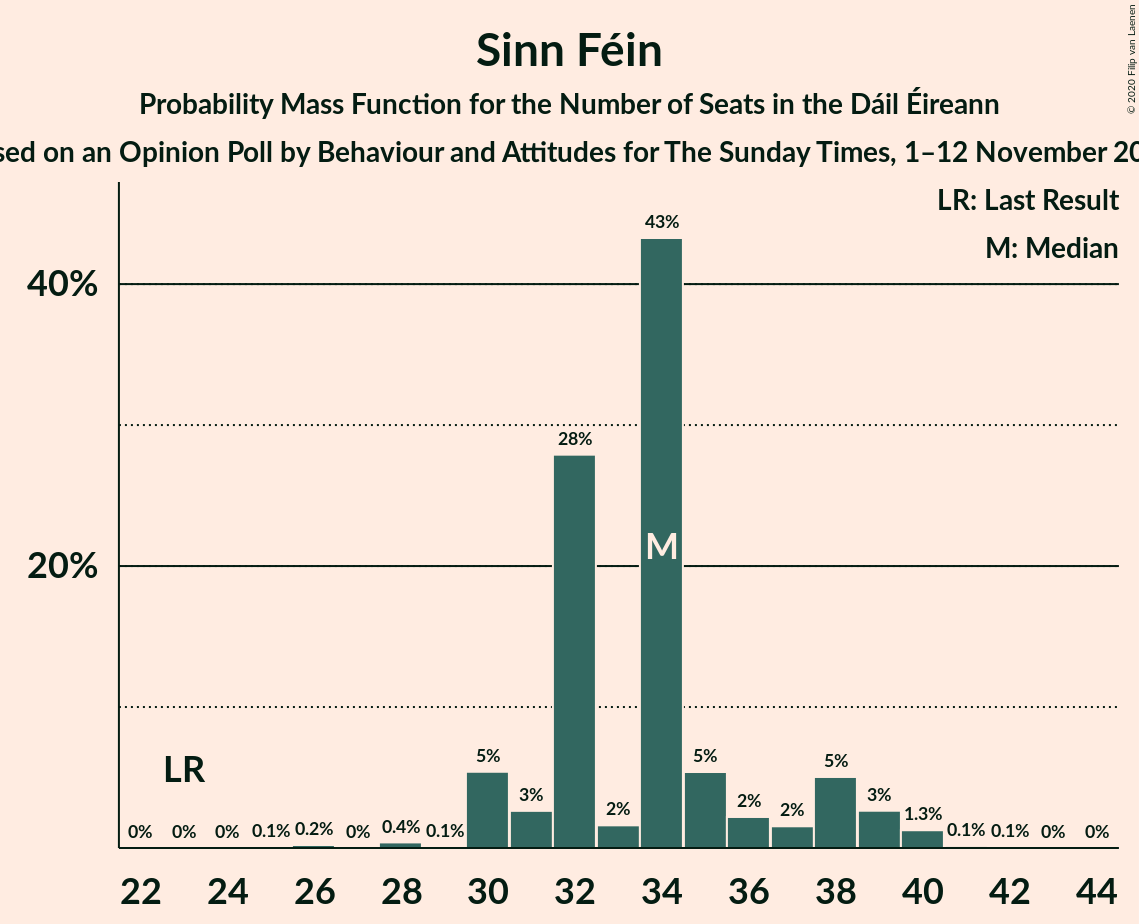 Sinn Féin
Probability Mass Function for the Number of Seats in the Dáil Éireann
on an Opinion Poll by Behaviour and Attitudes for The Sunday Times, 1–12 November
© 2020 Filip van Laenen
LR: Last Result
M: Median
43%
40%
28%
M
20%
LR
5%
5%
5%
3%
3%
2%
2%
2%
1.3%
0%
0%
0%
0.1%
0.2%
0%
0.4%
0.1%
0.1%
0.1%
0%
0%
22 24 26 28 30 32 34 36 38 40 42 44